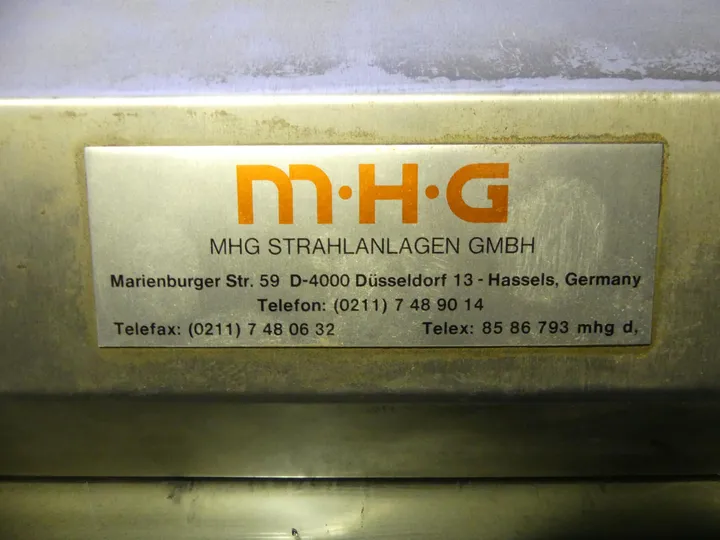 M·H·G
MHG STRAHLANLAGEN GMBH
Marienburger Str. 59 D-4000 Düsseldorf 13 - Hassels, Germany
Telefon: (0211) 7 48 90 14
Telefax: (0211) 7 48 06 32 Telex: 85 86 793 mhg d.